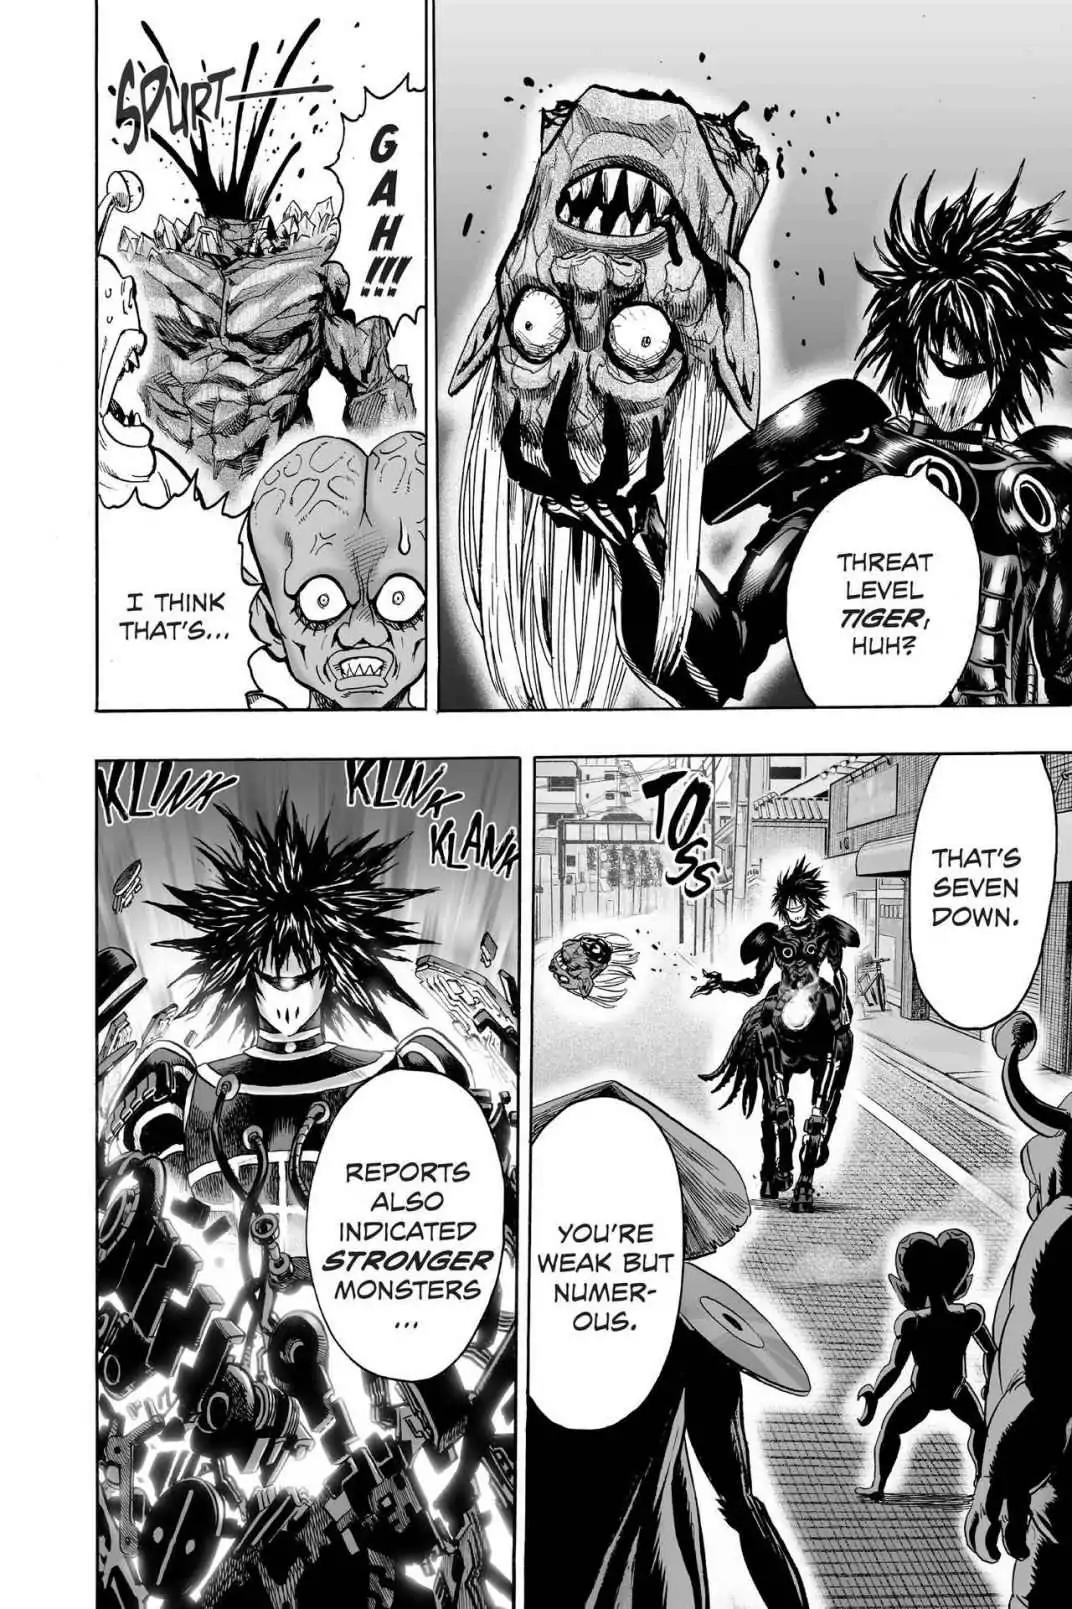 THREAT
LEVEL
TIGER,
HUH?
SPURT
GAH!!!
I THINK
THAT'S...
THAT'S
SEVEN
DOWN.
TOSS
YOU'RE
WEAK BUT
NUMER-
OUS.
KLINK
KLINK
KLANK
REPORTS
ALSO
INDICATED
STRONGER
MONSTERS
...